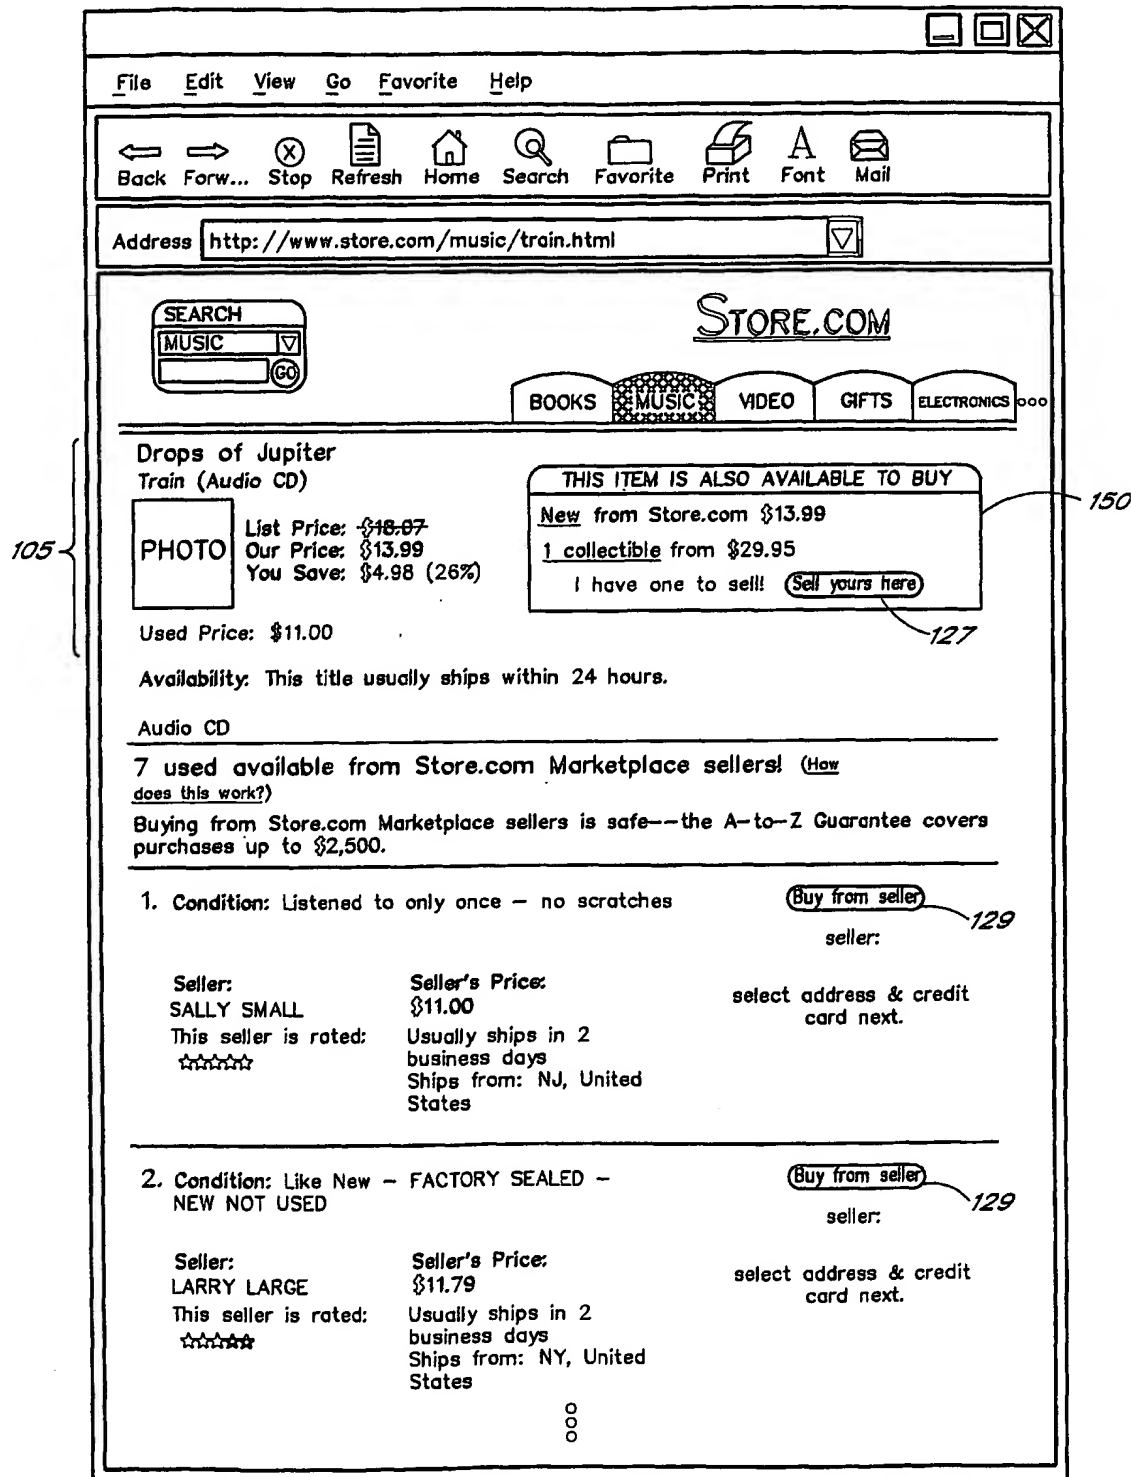 File Edit View Go Favorite Help
Back Forw... Stop Refresh Home Search Favorite Print Font Mail
Address http://www.store.com/music/train.html
SEARCH
MUSIC
GO
STORE.COM
BOOKS MUSIC VIDEO GIFTS ELECTRONICS
Drops of Jupiter
Train (Audio CD)
PHOTO
List Price: $18.97
Our Price: $13.99
You Save: $4.98 (26%)
Used Price: $11.00
105
THIS ITEM IS ALSO AVAILABLE TO BUY
New from Store.com $13.99
1 collectible from $29.95
I have one to sell! Sell yours here
150
127
Availability: This title usually ships within 24 hours.
Audio CD
7 used available from Store.com Marketplace sellers! (How
does this work?)
Buying from Store.com Marketplace sellers is safe--the A-to-Z Guarantee covers
purchases up to $2,500.
1. Condition: Listened to only once - no scratches
Buy from seller
129
seller:
Seller:
SALLY SMALL
This seller is rated:
Seller's Price:
$11.00
Usually ships in 2
business days
Ships from: NJ, United
States
select address & credit
card next.
2. Condition: Like New - FACTORY SEALED -
NEW NOT USED
Buy from seller
129
seller:
Seller:
LARRY LARGE
This seller is rated:
Seller's Price:
$11.79
Usually ships in 2
business days
Ships from: NY, United
States
select address & credit
card next.